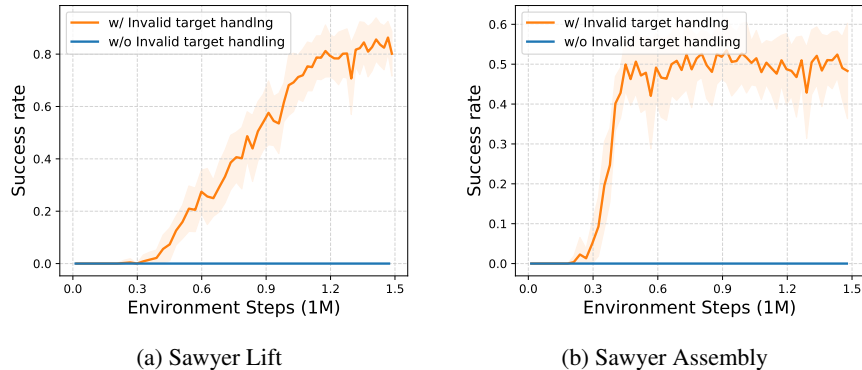 w/ Invalid target handlng
w/o Invalid target handling
Success rate
0.8
0.6
0.4
0.2
0.0
0.0 0.3 0.6 0.9 1.2 1.5
Environment Steps (1M)
(a) Sawyer Lift
w/ Invalid target handlng
w/o Invalid target handling
Success rate
0.6
0.5
0.4
0.3
0.2
0.1
0.0
0.0 0.3 0.6 0.9 1.2 1.5
Environment Steps (1M)
(b) Sawyer Assembly